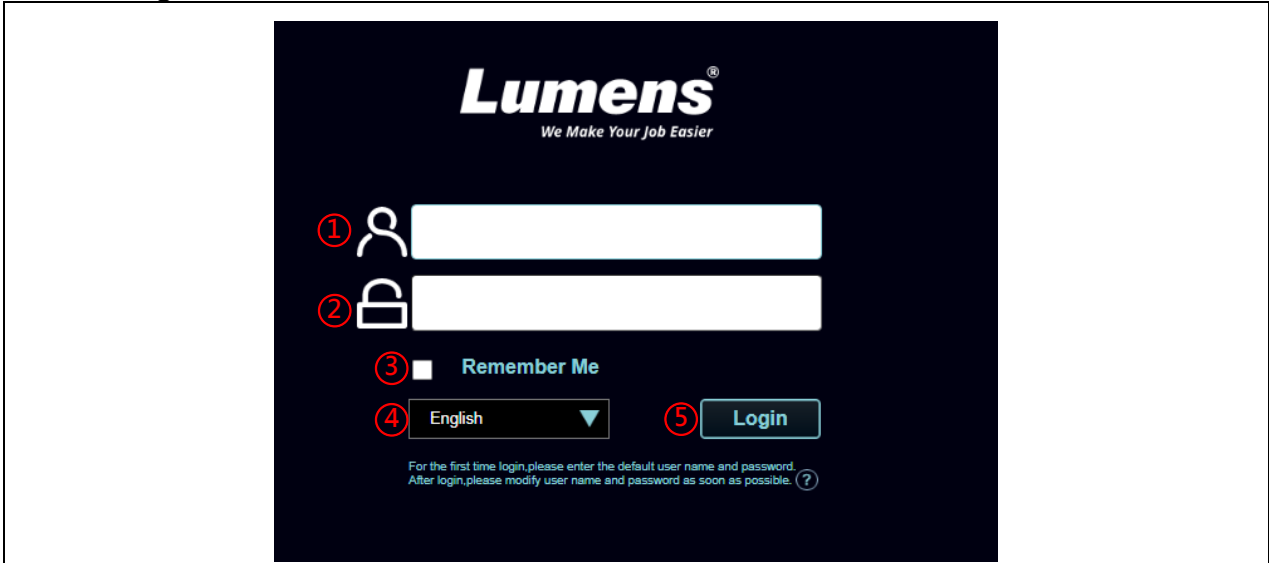 Lumens®
We Make Your Job Easier
①
②
③ Remember Me
④ English
⑤ Login
For the first time login,please enter the default user name and password.
After login,please modify user name and password as soon as possible. ?